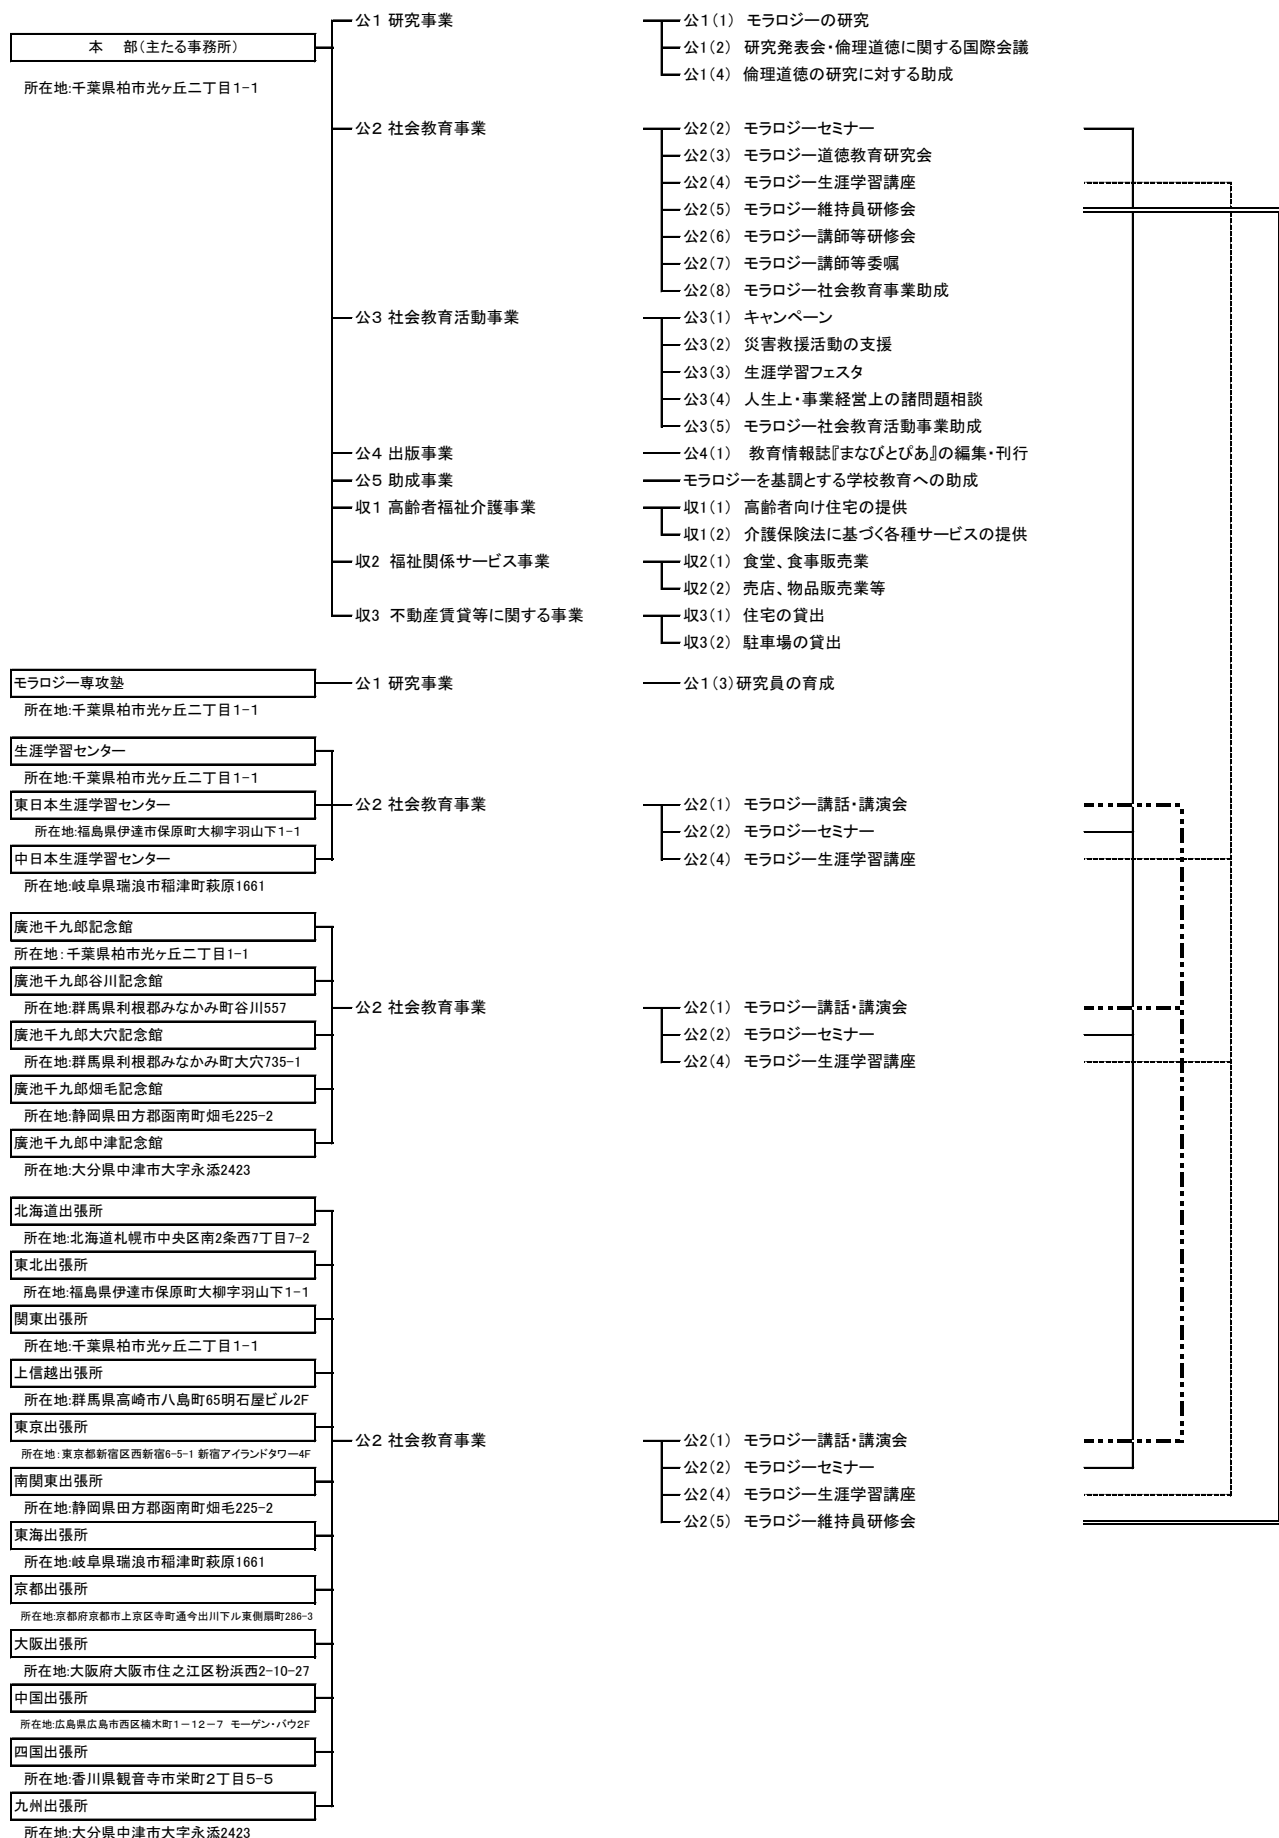 公1 研究事業 公1(1) モラロジーの研究
本 部(主たる事務所) 公1(2) 研究発表会・倫理道徳に関する国際会議
公1(4) 倫理道徳の研究に対する助成
所在地:千葉県柏市光ヶ丘二丁目1-1
公2 社会教育事業 公2(2) モラロジーセミナー
公2(3) モラロジー道徳教育研究会
公2(4) モラロジー生涯学習講座
公2(5) モラロジー維持員研修会
公2(6) モラロジー講師等研修会
公2(7) モラロジー講師等委嘱
公2(8) モラロジー社会教育事業助成
公3 社会教育活動事業 公3(1) キャンペーン
公3(2) 災害救援活動の支援
公3(3) 生涯学習フェスタ
公3(4) 人生上・事業経営上の諸問題相談
公3(5) モラロジー社会教育活動事業助成
公4 出版事業 公4(1) 教育情報誌『まなびとぴあ』の編集・刊行
公5 助成事業 モラロジーを基調とする学校教育への助成
収1 高齢者福祉介護事業 収1(1) 高齢者向け住宅の提供
収1(2) 介護保険法に基づく各種サービスの提供
収2 福祉関係サービス事業 収2(1) 食堂、食事販売業
収2(2) 売店、物品販売業等
収3 不動産賃貸等に関する事業 収3(1) 住宅の貸出
収3(2) 駐車場の貸出
モラロジー専攻塾 公1 研究事業 公1(3)研究員の育成
所在地:千葉県柏市光ヶ丘二丁目1-1
生涯学習センター
所在地:千葉県柏市光ヶ丘二丁目1-1
東日本生涯学習センター 公2 社会教育事業 公2(1) モラロジー講話・講演会
所在地:福島県伊達市保原町大柳字羽山下1-1 公2(2) モラロジーセミナー
中日本生涯学習センター 公2(4) モラロジー生涯学習講座
所在地:岐阜県瑞浪市稲津町萩原1661
廣池千九郎記念館
所在地:千葉県柏市光ヶ丘二丁目1-1
廣池千九郎谷川記念館
所在地:群馬県利根郡みなかみ町谷川557 公2 社会教育事業 公2(1) モラロジー講話・講演会
廣池千九郎大穴記念館 公2(2) モラロジーセミナー
所在地:群馬県利根郡みなかみ町大穴735-1 公2(4) モラロジー生涯学習講座
廣池千九郎畑毛記念館
所在地:静岡県田方郡函南町畑毛225-2
廣池千九郎中津記念館
所在地:大分県中津市大字永添2423
北海道出張所
所在地:北海道札幌市中央区南2条西7丁目7-2
東北出張所
所在地:福島県伊達市保原町大柳字羽山下1-1
関東出張所
所在地:千葉県柏市光ヶ丘二丁目1-1
上信越出張所
所在地:群馬県高崎市八島町65明石屋ビル2F
東京出張所 公2 社会教育事業 公2(1) モラロジー講話・講演会
所在地:東京都新宿区西新宿6-5-1 新宿アイランドタワー4F 公2(2) モラロジーセミナー
南関東出張所 公2(4) モラロジー生涯学習講座
所在地:静岡県田方郡函南町畑毛225-2 公2(5) モラロジー維持員研修会
東海出張所
所在地:岐阜県瑞浪市稲津町萩原1661
京都出張所
所在地:京都府京都市上京区寺町通今出川下ル東側扇町286-3
大阪出張所
所在地:大阪府大阪市住之江区粉浜西2-10-27
中国出張所
所在地:広島県広島市西区楠木町1-12-7 モーゲン・バウ2F
四国出張所
所在地:香川県観音寺市栄町2丁目5-5
九州出張所
所在地:大分県中津市大字永添2423